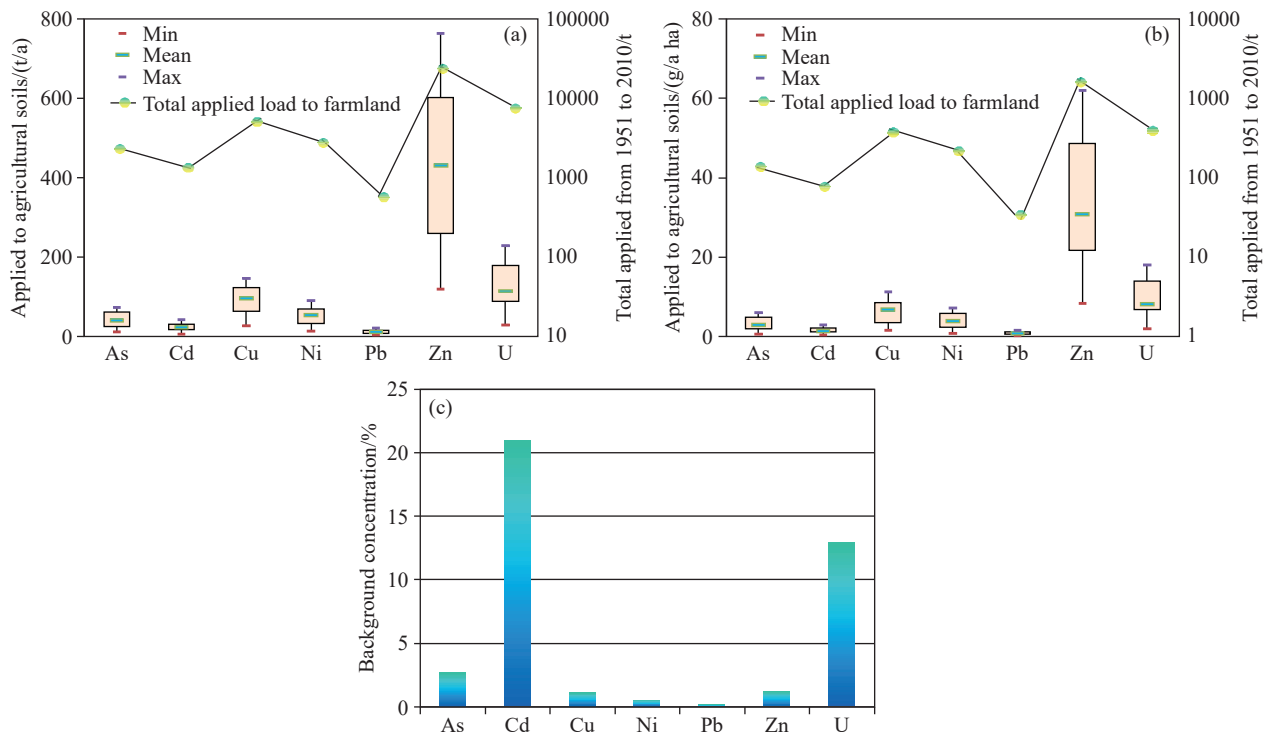 800
600
400
200
0
Applied to agricultural soils/(t/a)
Min
Mean
Max
Total applied load to farmland
(a)
100000
10000
1000
100
10
Total applied from 1951 to 2010/t
As Cd Cu Ni Pb Zn U
80
60
40
20
0
Applied to agricultural soils/(g/a ha)
Min
Mean
Max
Total applied load to farmland
(b)
10000
1000
100
10
1
Total applied from 1951 to 2010/t
As Cd Cu Ni Pb Zn U
25
20
15
10
5
0
Background concentration/%
(c)
As Cd Cu Ni Pb Zn U